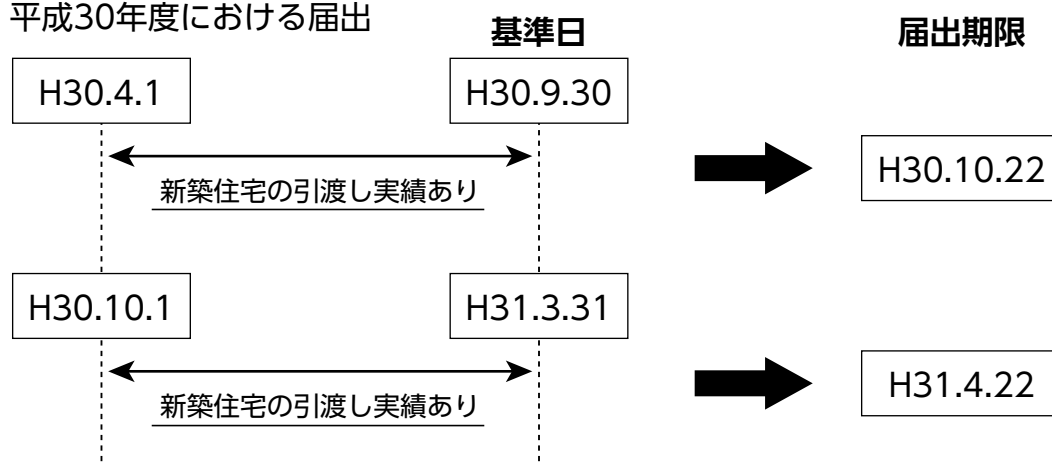 平成30年度における届出
基準日
届出期限
H30.4.1
H30.9.30
新築住宅の引渡し実績あり
H30.10.22
H30.10.1
H31.3.31
新築住宅の引渡し実績あり
H31.4.22